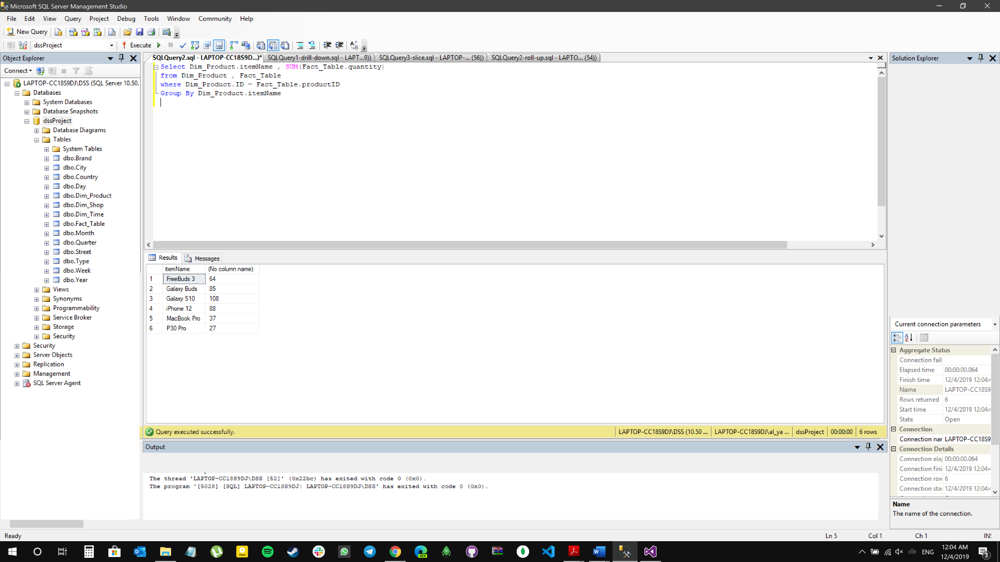 Microsoft SQL Server Management Studio
File Edit View Query Project Debug Tools Window Community Help
New Query
dssProject Execute
Object Explorer
Connect
LAPTOP-CC18S9DJ\DSS (SQL Server 10.50.
Databases
System Databases
Database Snapshots
dssProject
Database Diagrams
Tables
System Tables
dbo.Brand
dbo.City
dbo.Country
dbo.Day
dbo.Dim_Product
dbo.Dim_Shop
dbo.Dim_Time
dbo.Fact_Table
dbo.Month
dbo.Quarter
dbo.Street
dbo.Type
dbo.Week
dbo.Year
Views
Synonyms
Programmability
Service Broker
Storage
Security
Security
Server Objects
Replication
Management
SQL Server Agent
SQLQuery2.sql - LAPTOP-CC18S9D...)* SQLQuery1-drill-down.sql - LAPT...9)) SQLQuery3-slice.sql - LAPTOP-... (56)) SQLQuery2-roll-up.sql - LAPTO... (54))
Select Dim_Product.itemName , SUM(Fact_Table.quantity)
from Dim_Product , Fact_Table
where Dim_Product.ID = Fact_Table.productID
Group By Dim_Product.itemName
Results Messages
itemName (No column name)
1 FreeBuds 3 64
2 Galaxy Buds 85
3 Galaxy S10 108
4 iPhone 12 88
5 MacBook Pro 37
6 P30 Pro 27
Query executed successfully. LAPTOP-CC18S9DJ\DSS (10.50 ... LAPTOP-CC18S9DJ\al_ya ... dssProject 00:00:00 6 rows
Output
The thread 'LAPTOP-CC18S9DJ\DSS [52]' (0x22bc) has exited with code 0 (0x0).
The program '[5028] [SQL] LAPTOP-CC18S9DJ: LAPTOP-CC18S9DJ\DSS' has exited with code 0 (0x0).
Solution Explorer
Current connection parameters
Aggregate Status
Connection fail
Elapsed time 00:00:00.064
Finish time 12/4/2019 12:04:4
Name LAPTOP-CC18S9
Rows returned 6
Start time 12/4/2019 12:04:4
State Open
Connection
Connection nar LAPTOP-CC18S9
Connection Details
Connection ela 00:00:00.064
Connection fini 12/4/2019 12:04:4
Connection row 6
Connection sta 12/4/2019 12:04:4
Name
The name of the connection.
Ready Ln 5 Col 1 Ch 1 INS
Player
DEV
ENG
12:04 AM
12/4/2019
3